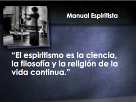 Manual Espiritista
"El espiritismo es la ciencia,
la filosofía y la religión de la
vida continua."